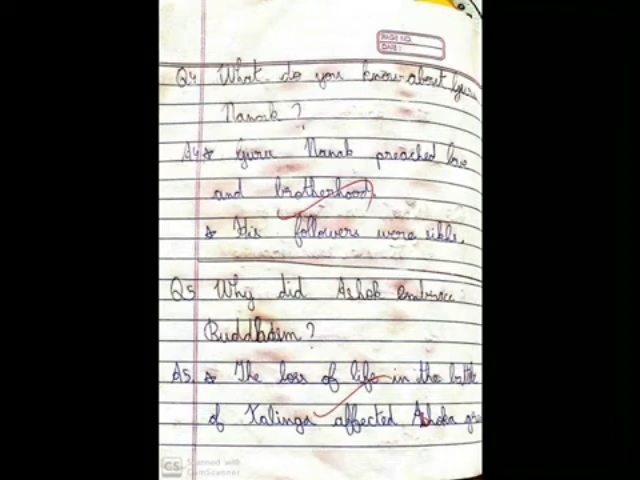 PAGE NO.
DATE:
Q4 What do you know about Guru
Nanak ?
A4 * Guru Nanak preached love
and brotherhood.
* His followers were sikhs.
Q5 Why did Ashok embrace
Buddhism ?
A5. * The loss of life in the battle
of Kalinga affected Ashoka
CS Scanned with
CamScanner